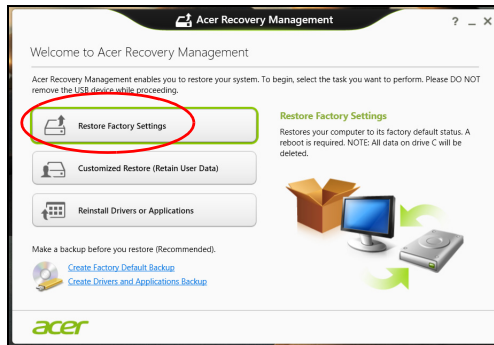 Acer Recovery Management
? _ X
Welcome to Acer Recovery Management
Acer Recovery Management enables you to restore your system. To begin, select the task you want to perform. Please DO NOT
remove the USB device while proceeding.
Restore Factory Settings
Customized Restore (Retain User Data)
Reinstall Drivers or Applications
Restore Factory Settings
Restores your computer to its factory default status. A
reboot is required. NOTE: All data on drive C will be
deleted.
Make a backup before you restore (Recommended).
Create Factory Default Backup
Create Drivers and Applications Backup
acer